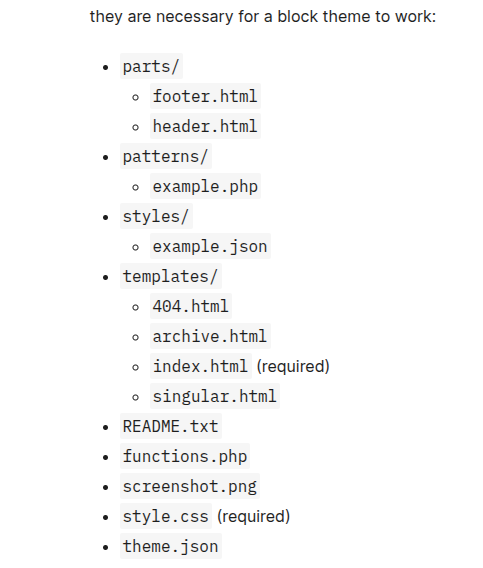 they are necessary for a block theme to work:
parts/
footer.html
header.html
patterns/
example.php
styles/
example.json
templates/
404.html
archive.html
index.html (required)
singular.html
README.txt
functions.php
screenshot.png
style.css (required)
theme.json